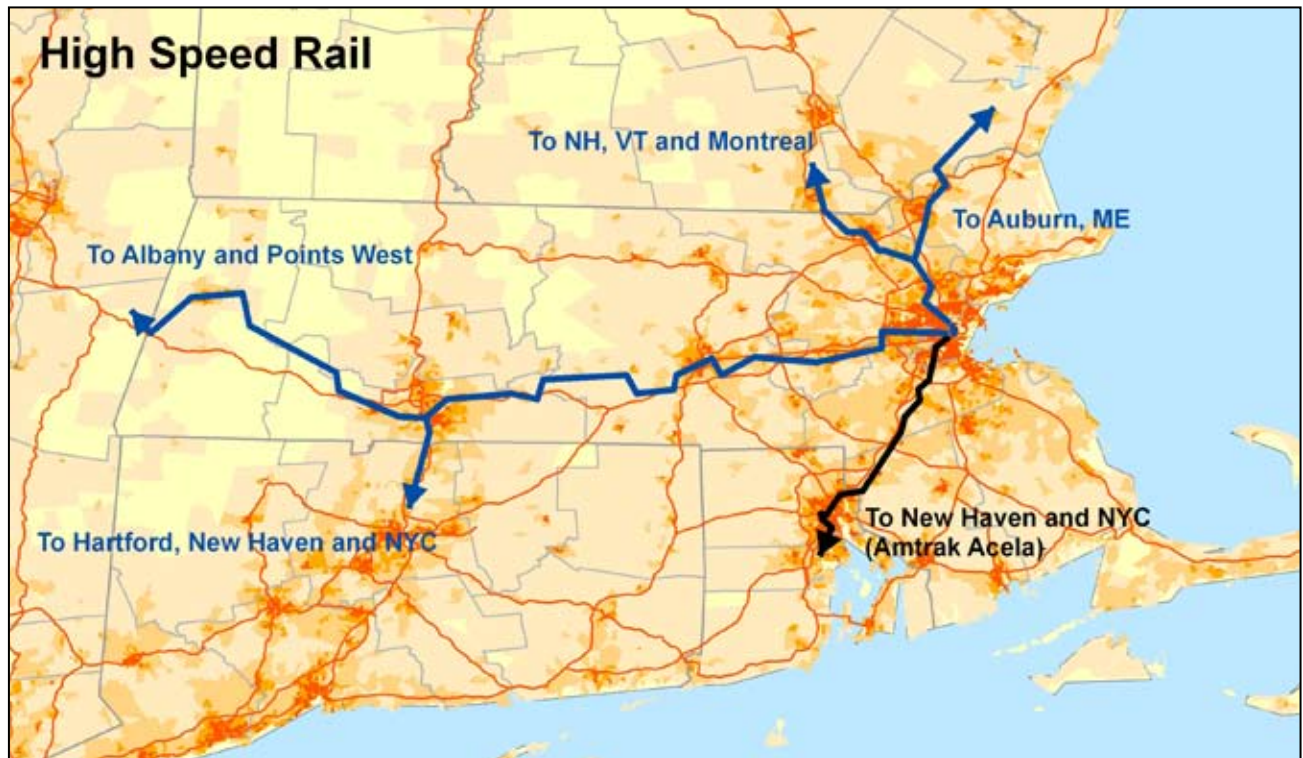 High Speed Rail
To NH, VT and Montreal
To Auburn, ME
To Albany and Points West
To Hartford, New Haven and NYC
To New Haven and NYC
(Amtrak Acela)